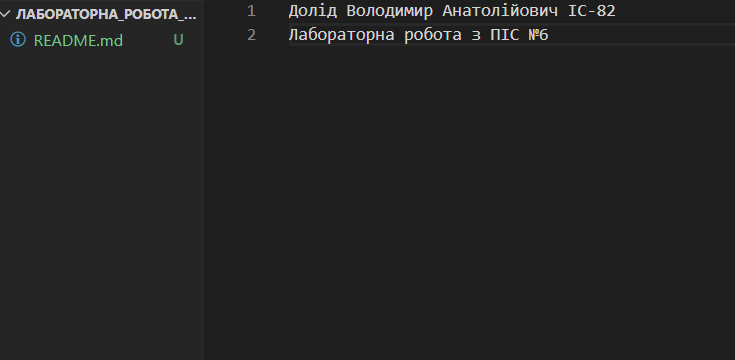 ЛАБОРАТОРНА_РОБОТА_...
README.md U
1 Долід Володимир Анатолійович ІС-82
2 Лабораторна робота з ПІС №6